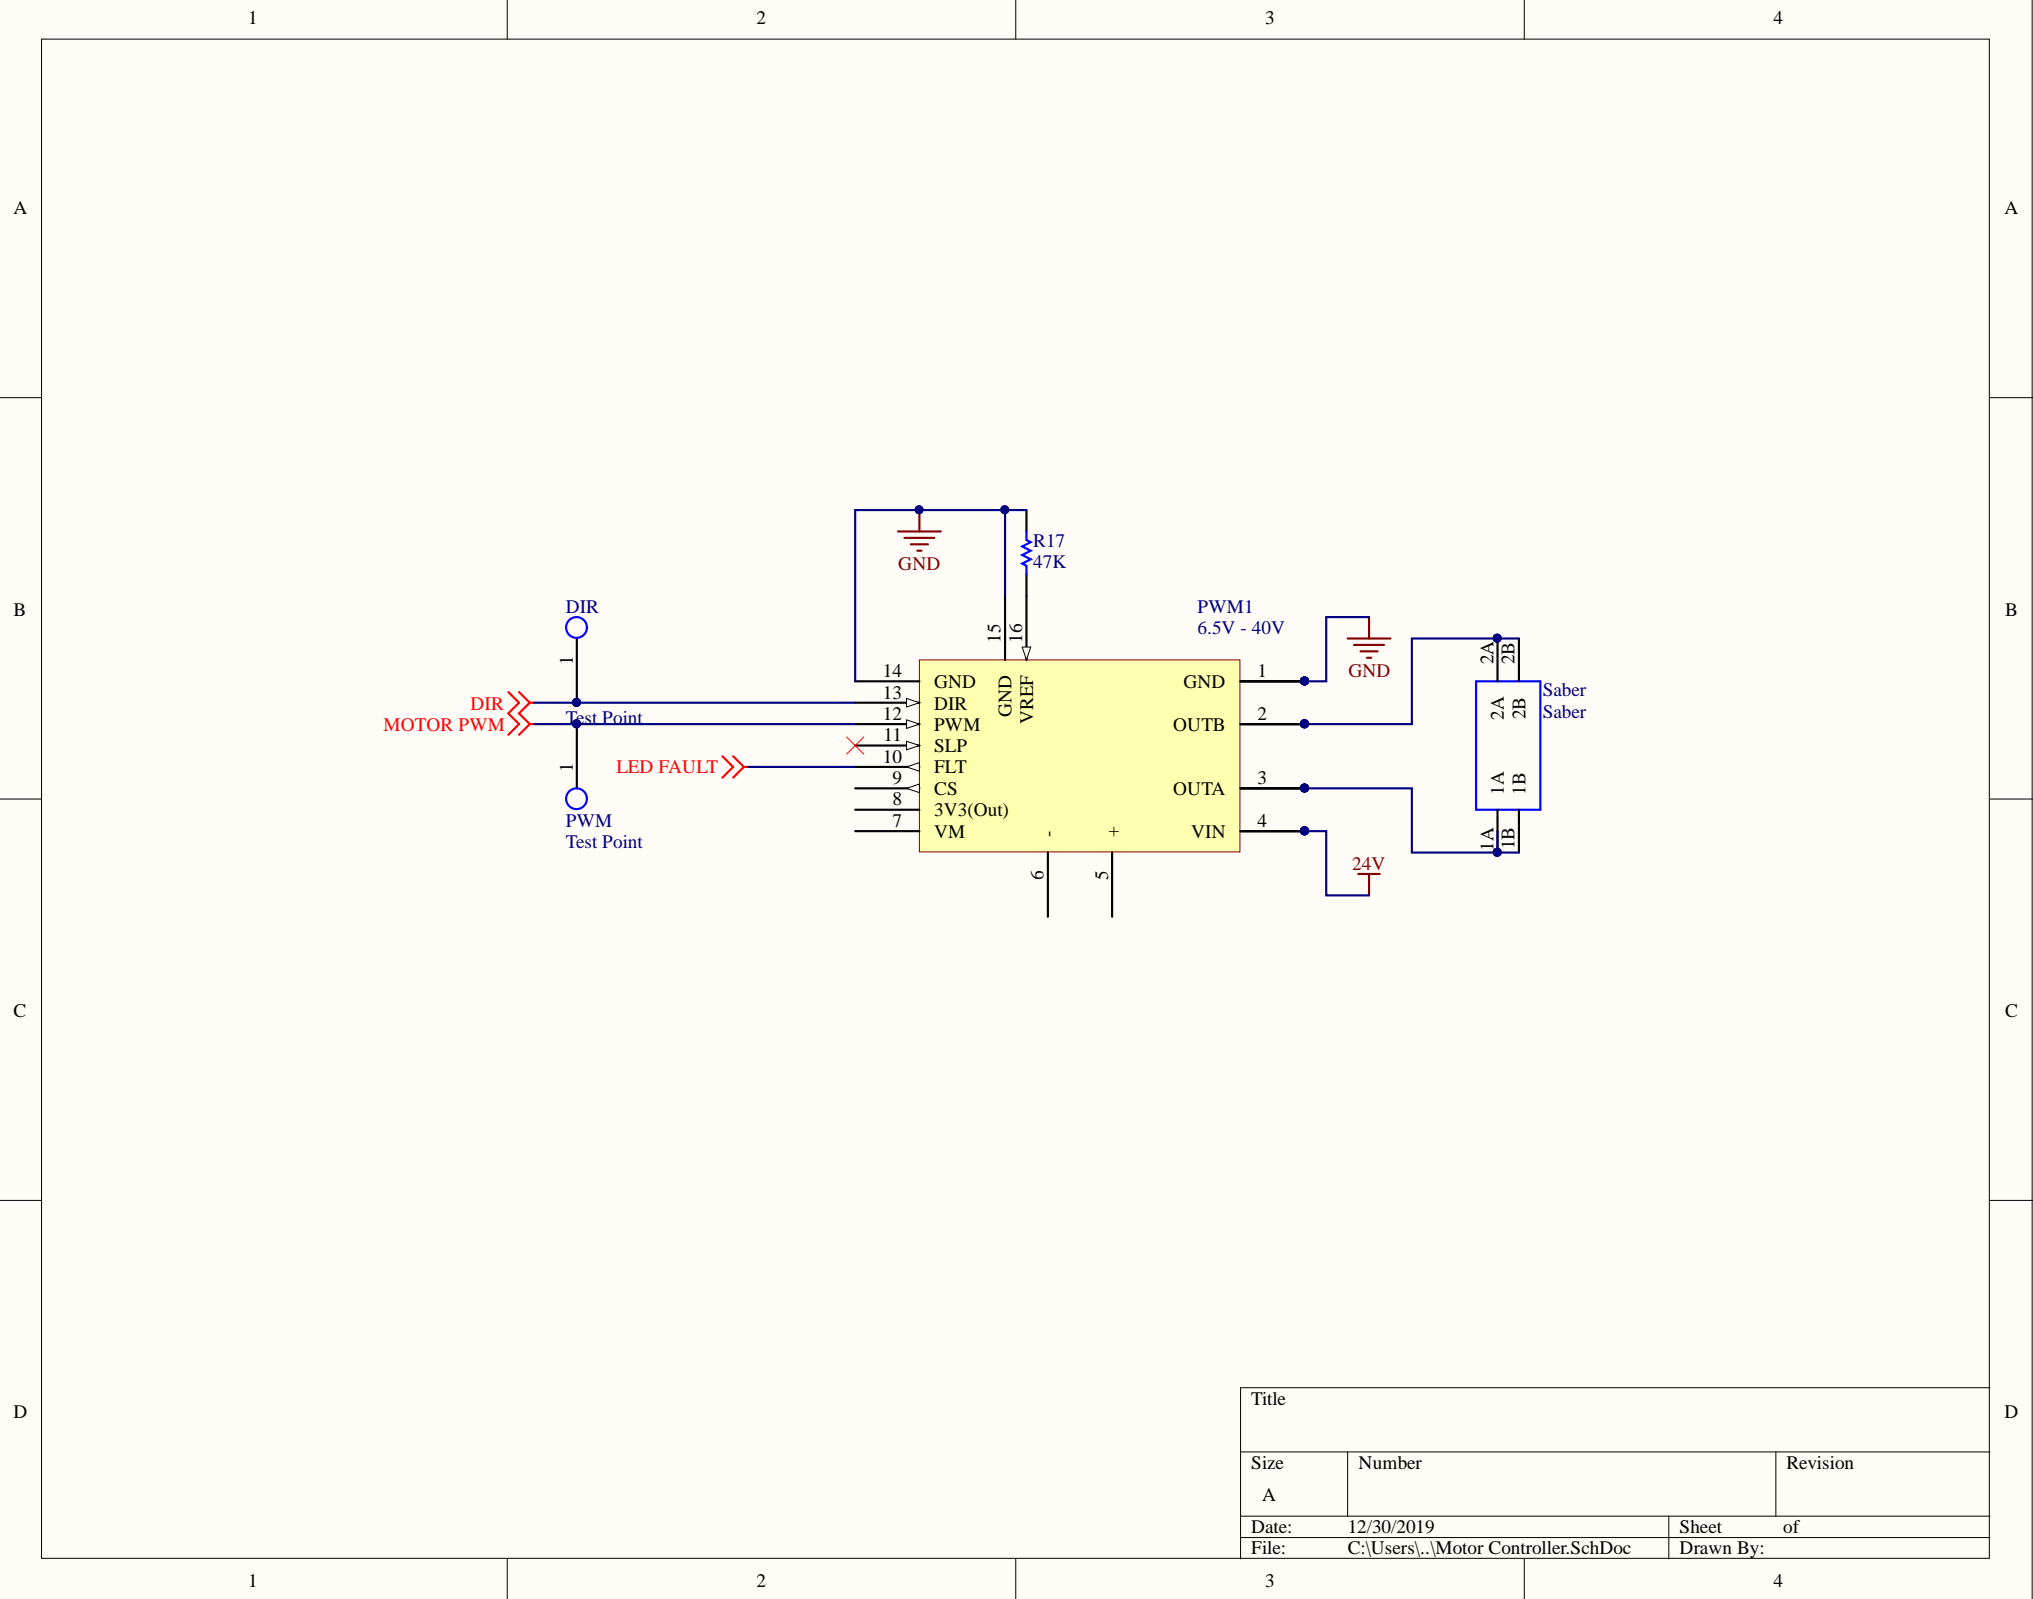 1 2 3 4
A A
R17
47K
GND
DIR
PWM1
6.5V - 40V
B B
1
15 16
2A 2B
14 GND
GND VREF
GND 1
GND
DIR
13 DIR
Saber
Saber
2A 2B
MOTOR PWM
Test Point
12 PWM
OUTB 2
11 SLP
1
LED FAULT
10 FLT
9 CS
OUTA 3
1A 1B
8 3V3(Out)
PWM
Test Point
7 VM
- +
VIN 4
1A 1B
24V
6 5
C C
D D
Title
Size Number Revision
A
Date: 12/30/2019 Sheet of
File: C:\Users\..\Motor Controller.SchDoc Drawn By:
1 2 3 4